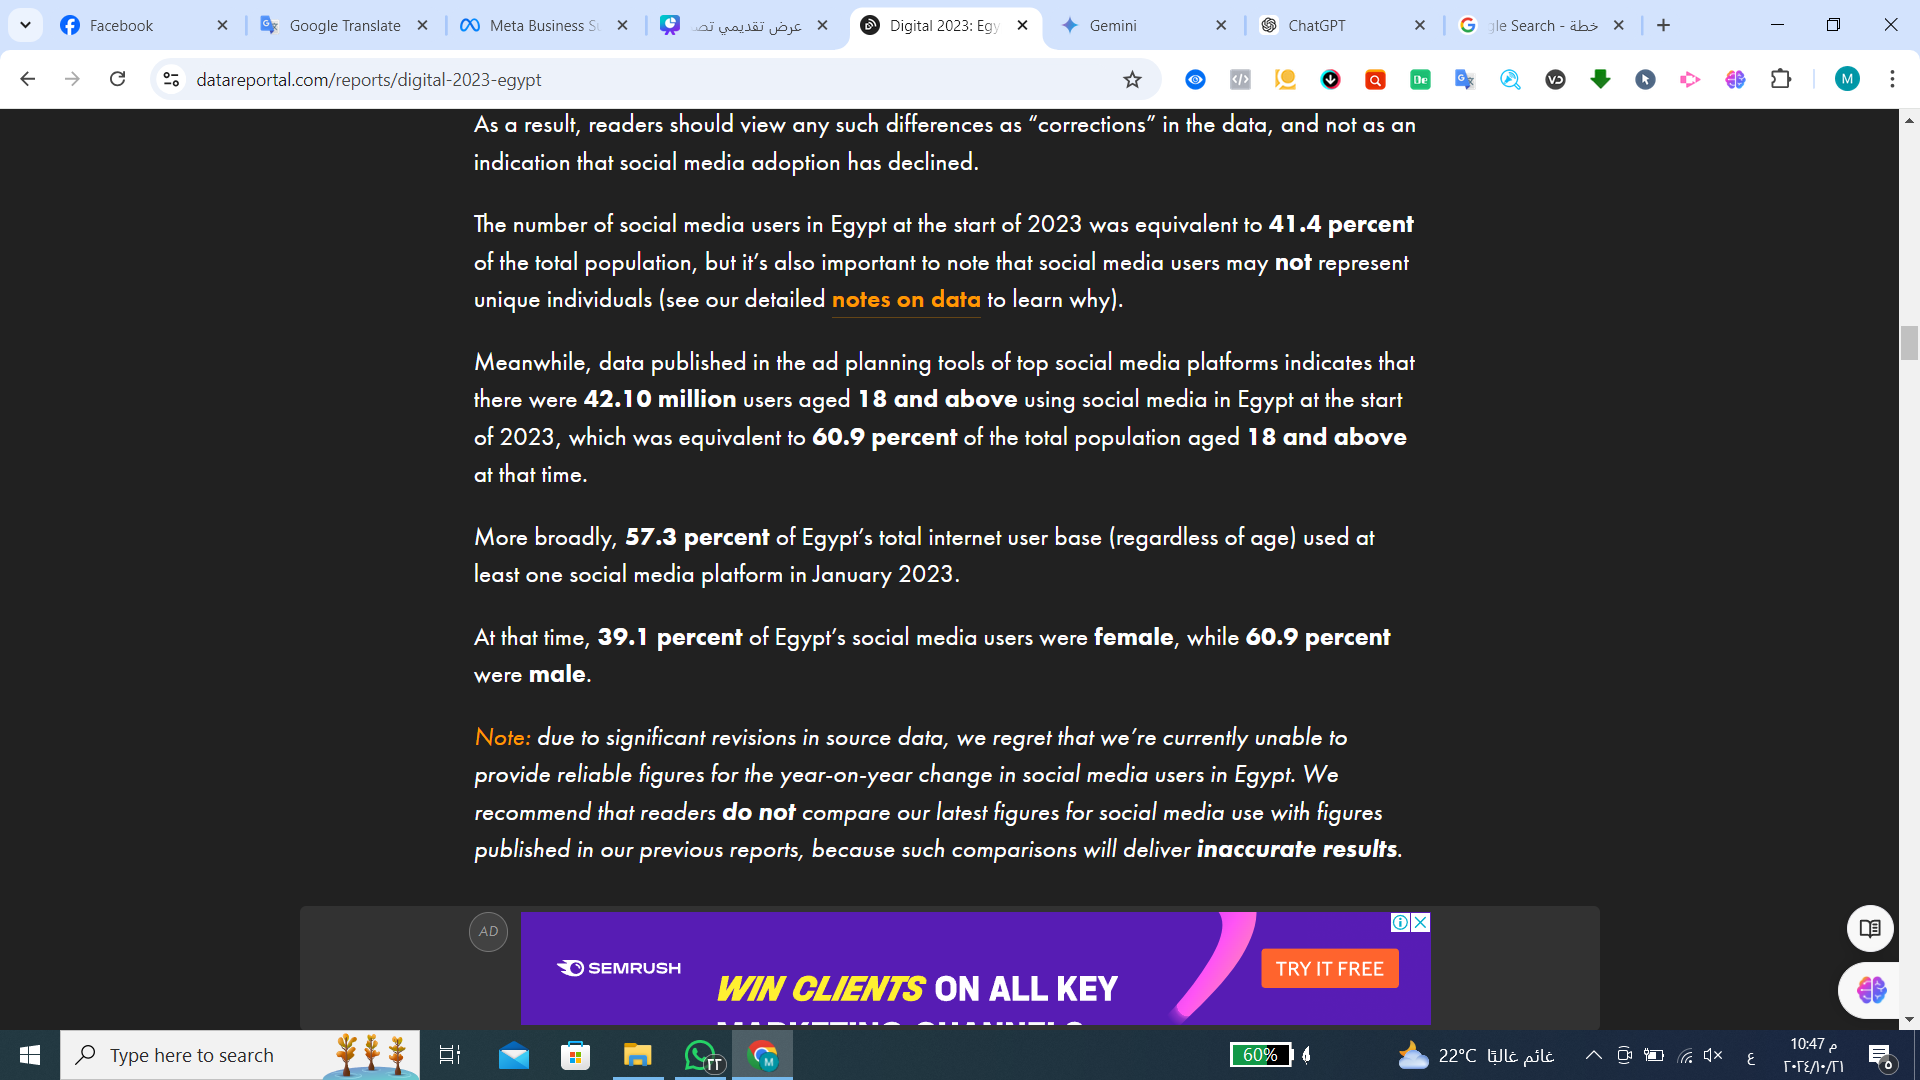 Facebook
Google Translate
Meta Business Su
عرض تقديمي تصـ
Digital 2023: Egy
Gemini
ChatGPT
خطة - gle Search
datareportal.com/reports/digital-2023-egypt
M
As a result, readers should view any such differences as “corrections” in the data, and not as an
indication that social media adoption has declined.
The number of social media users in Egypt at the start of 2023 was equivalent to 41.4 percent
of the total population, but it’s also important to note that social media users may not represent
unique individuals (see our detailed notes on data to learn why).
Meanwhile, data published in the ad planning tools of top social media platforms indicates that
there were 42.10 million users aged 18 and above using social media in Egypt at the start
of 2023, which was equivalent to 60.9 percent of the total population aged 18 and above
at that time.
More broadly, 57.3 percent of Egypt’s total internet user base (regardless of age) used at
least one social media platform in January 2023.
At that time, 39.1 percent of Egypt’s social media users were female, while 60.9 percent
were male.
Note: due to significant revisions in source data, we regret that we’re currently unable to
provide reliable figures for the year-on-year change in social media users in Egypt. We
recommend that readers do not compare our latest figures for social media use with figures
published in our previous reports, because such comparisons will deliver inaccurate results.
AD
SEMRUSH
WIN CLIENTS ON ALL KEY
MARKETING CHANNELS
TRY IT FREE
Type here to search
٢٢
60%
22°C غائم غالبًا
ع
10:47 م
٢٠٢٤/١٠/٢١
٥